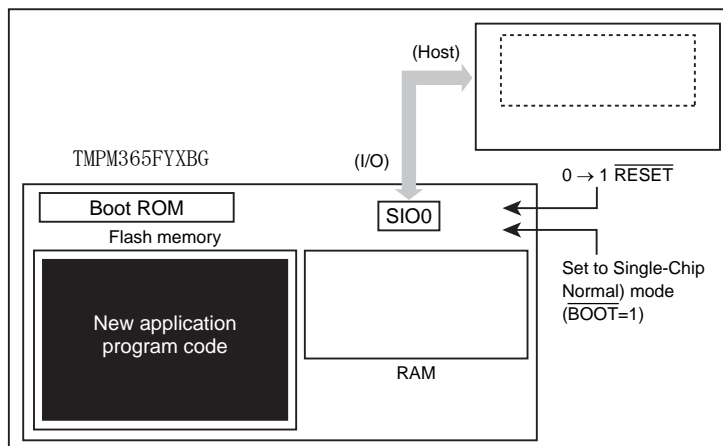 (Host)
TMPM365FYXBG
(I/O)
0 → 1 RESET
Boot ROM
SIO0
Flash memory
Set to Single-Chip
Normal) mode
(BOOT=1)
New application
program code
RAM